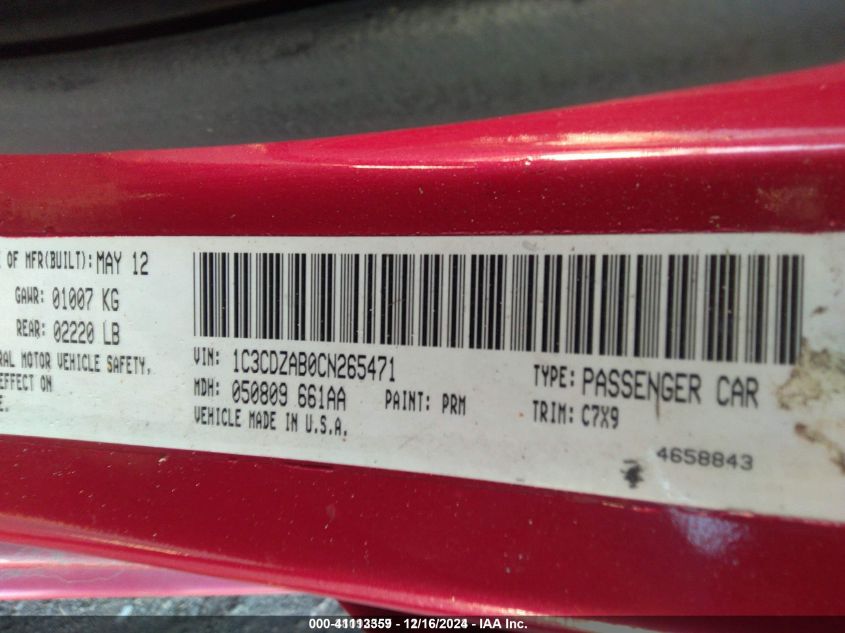 OF MFR(BUILT): MAY 12
GAWR: 01007 KG
REAR: 02220 LB
MOTOR VEHICLE SAFETY,
EFFECT ON
VIN: 1C3CDZAB0CN265471
MDH: 050809 661AA PAINT: PRM
VEHICLE MADE IN U.S.A.
TYPE: PASSENGER CAR
TRIM: C7X9
4658843
000-41113359 - 12/16/2024 - IAA Inc.